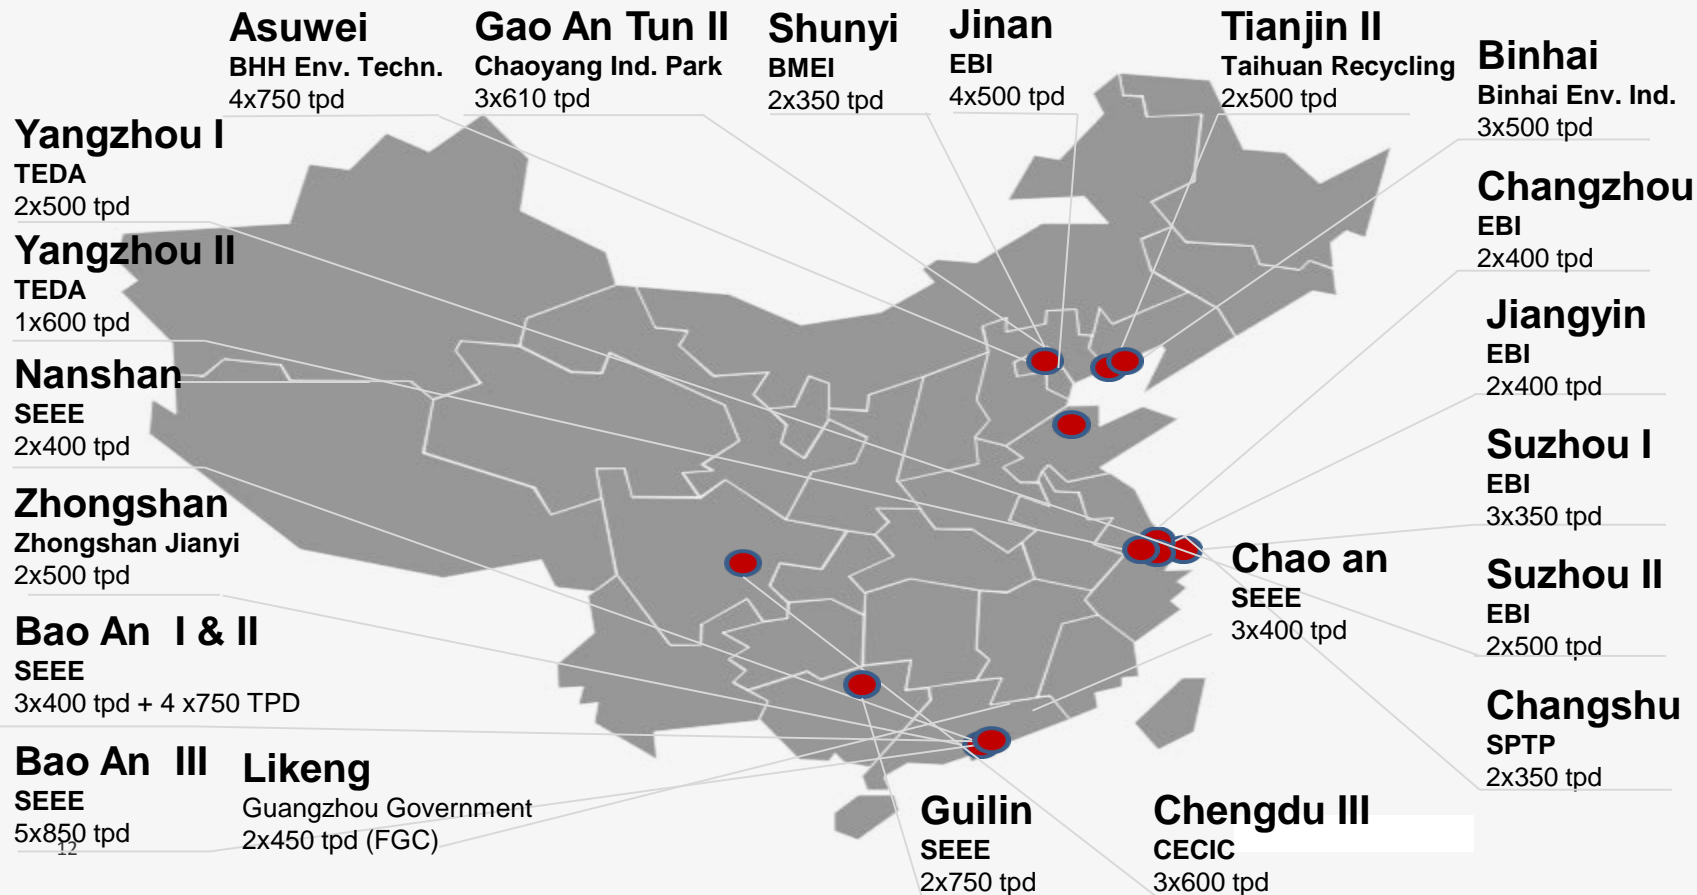 Asuwei
BHH Env. Techn.
4x750 tpd
Gao An Tun II
Chaoyang Ind. Park
3x610 tpd
Shunyi
BMEI
2x350 tpd
Jinan
EBI
4x500 tpd
Tianjin II
Taihuan Recycling
2x500 tpd
Binhai
Binhai Env. Ind.
3x500 tpd
Yangzhou I
TEDA
2x500 tpd
Yangzhou II
TEDA
1x600 tpd
Nanshan
SEEE
2x400 tpd
Zhongshan
Zhongshan Jianyi
2x500 tpd
Bao An I & II
SEEE
3x400 tpd + 4 x750 TPD
Bao An III
SEEE
5x850 tpd
12
Likeng
Guangzhou Government
2x450 tpd (FGC)
Guilin
SEEE
2x750 tpd
Chengdu III
CECIC
3x600 tpd
Chao an
SEEE
3x400 tpd
Changzhou
EBI
2x400 tpd
Jiangyin
EBI
2x400 tpd
Suzhou I
EBI
3x350 tpd
Suzhou II
EBI
2x500 tpd
Changshu
SPTP
2x350 tpd